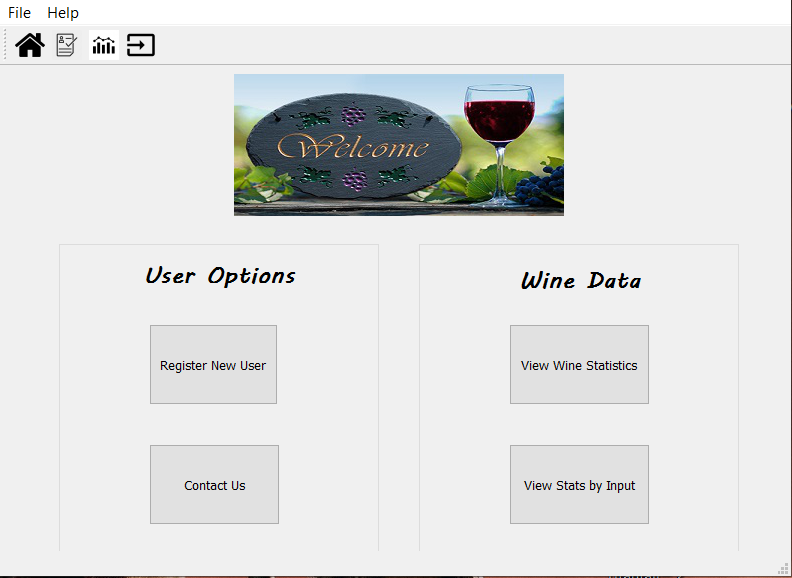 File Help
Welcome
User Options
Wine Data
Register New User
View Wine Statistics
Contact Us
View Stats by Input